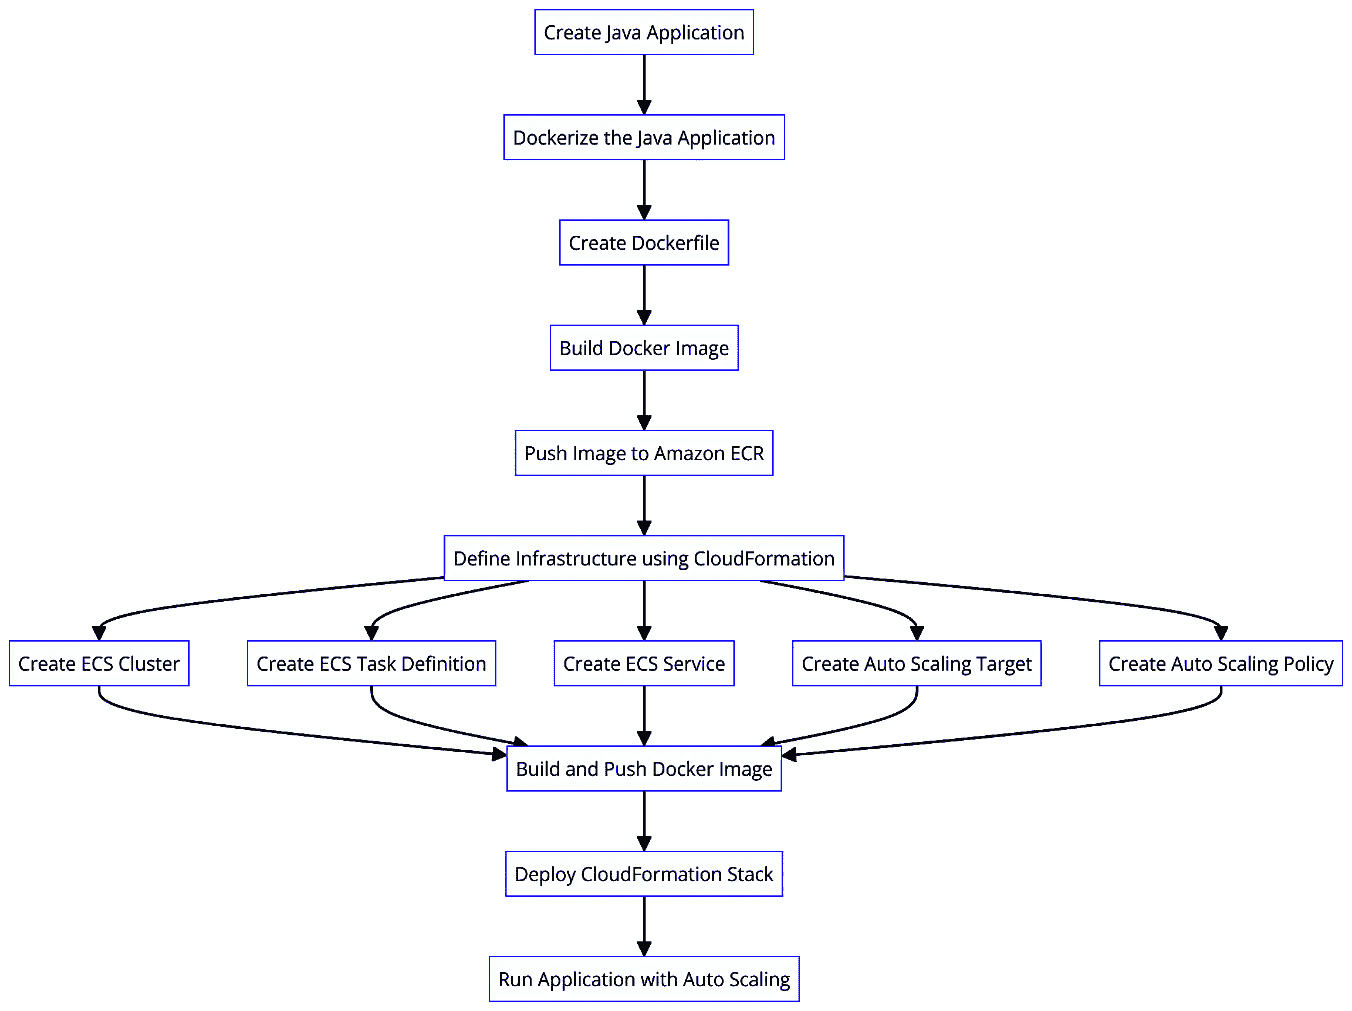 Create Java Application
Dockerize the Java Application
Create Dockerfile
Build Docker Image
Push Image to Amazon ECR
Define Infrastructure using CloudFormation
Create ECS Cluster
Create ECS Task Definition
Create ECS Service
Create Auto Scaling Target
Create Auto Scaling Policy
Build and Push Docker Image
Deploy CloudFormation Stack
Run Application with Auto Scaling